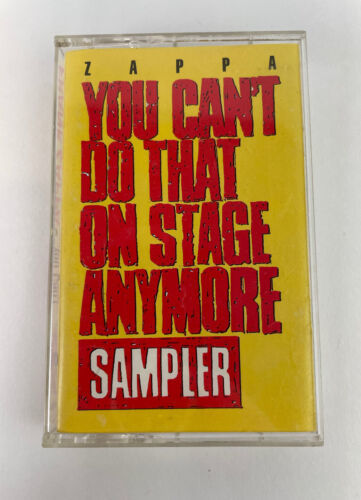 ZAPPA
YOU CAN'T
DO THAT
ON STAGE
ANYMORE
SAMPLER